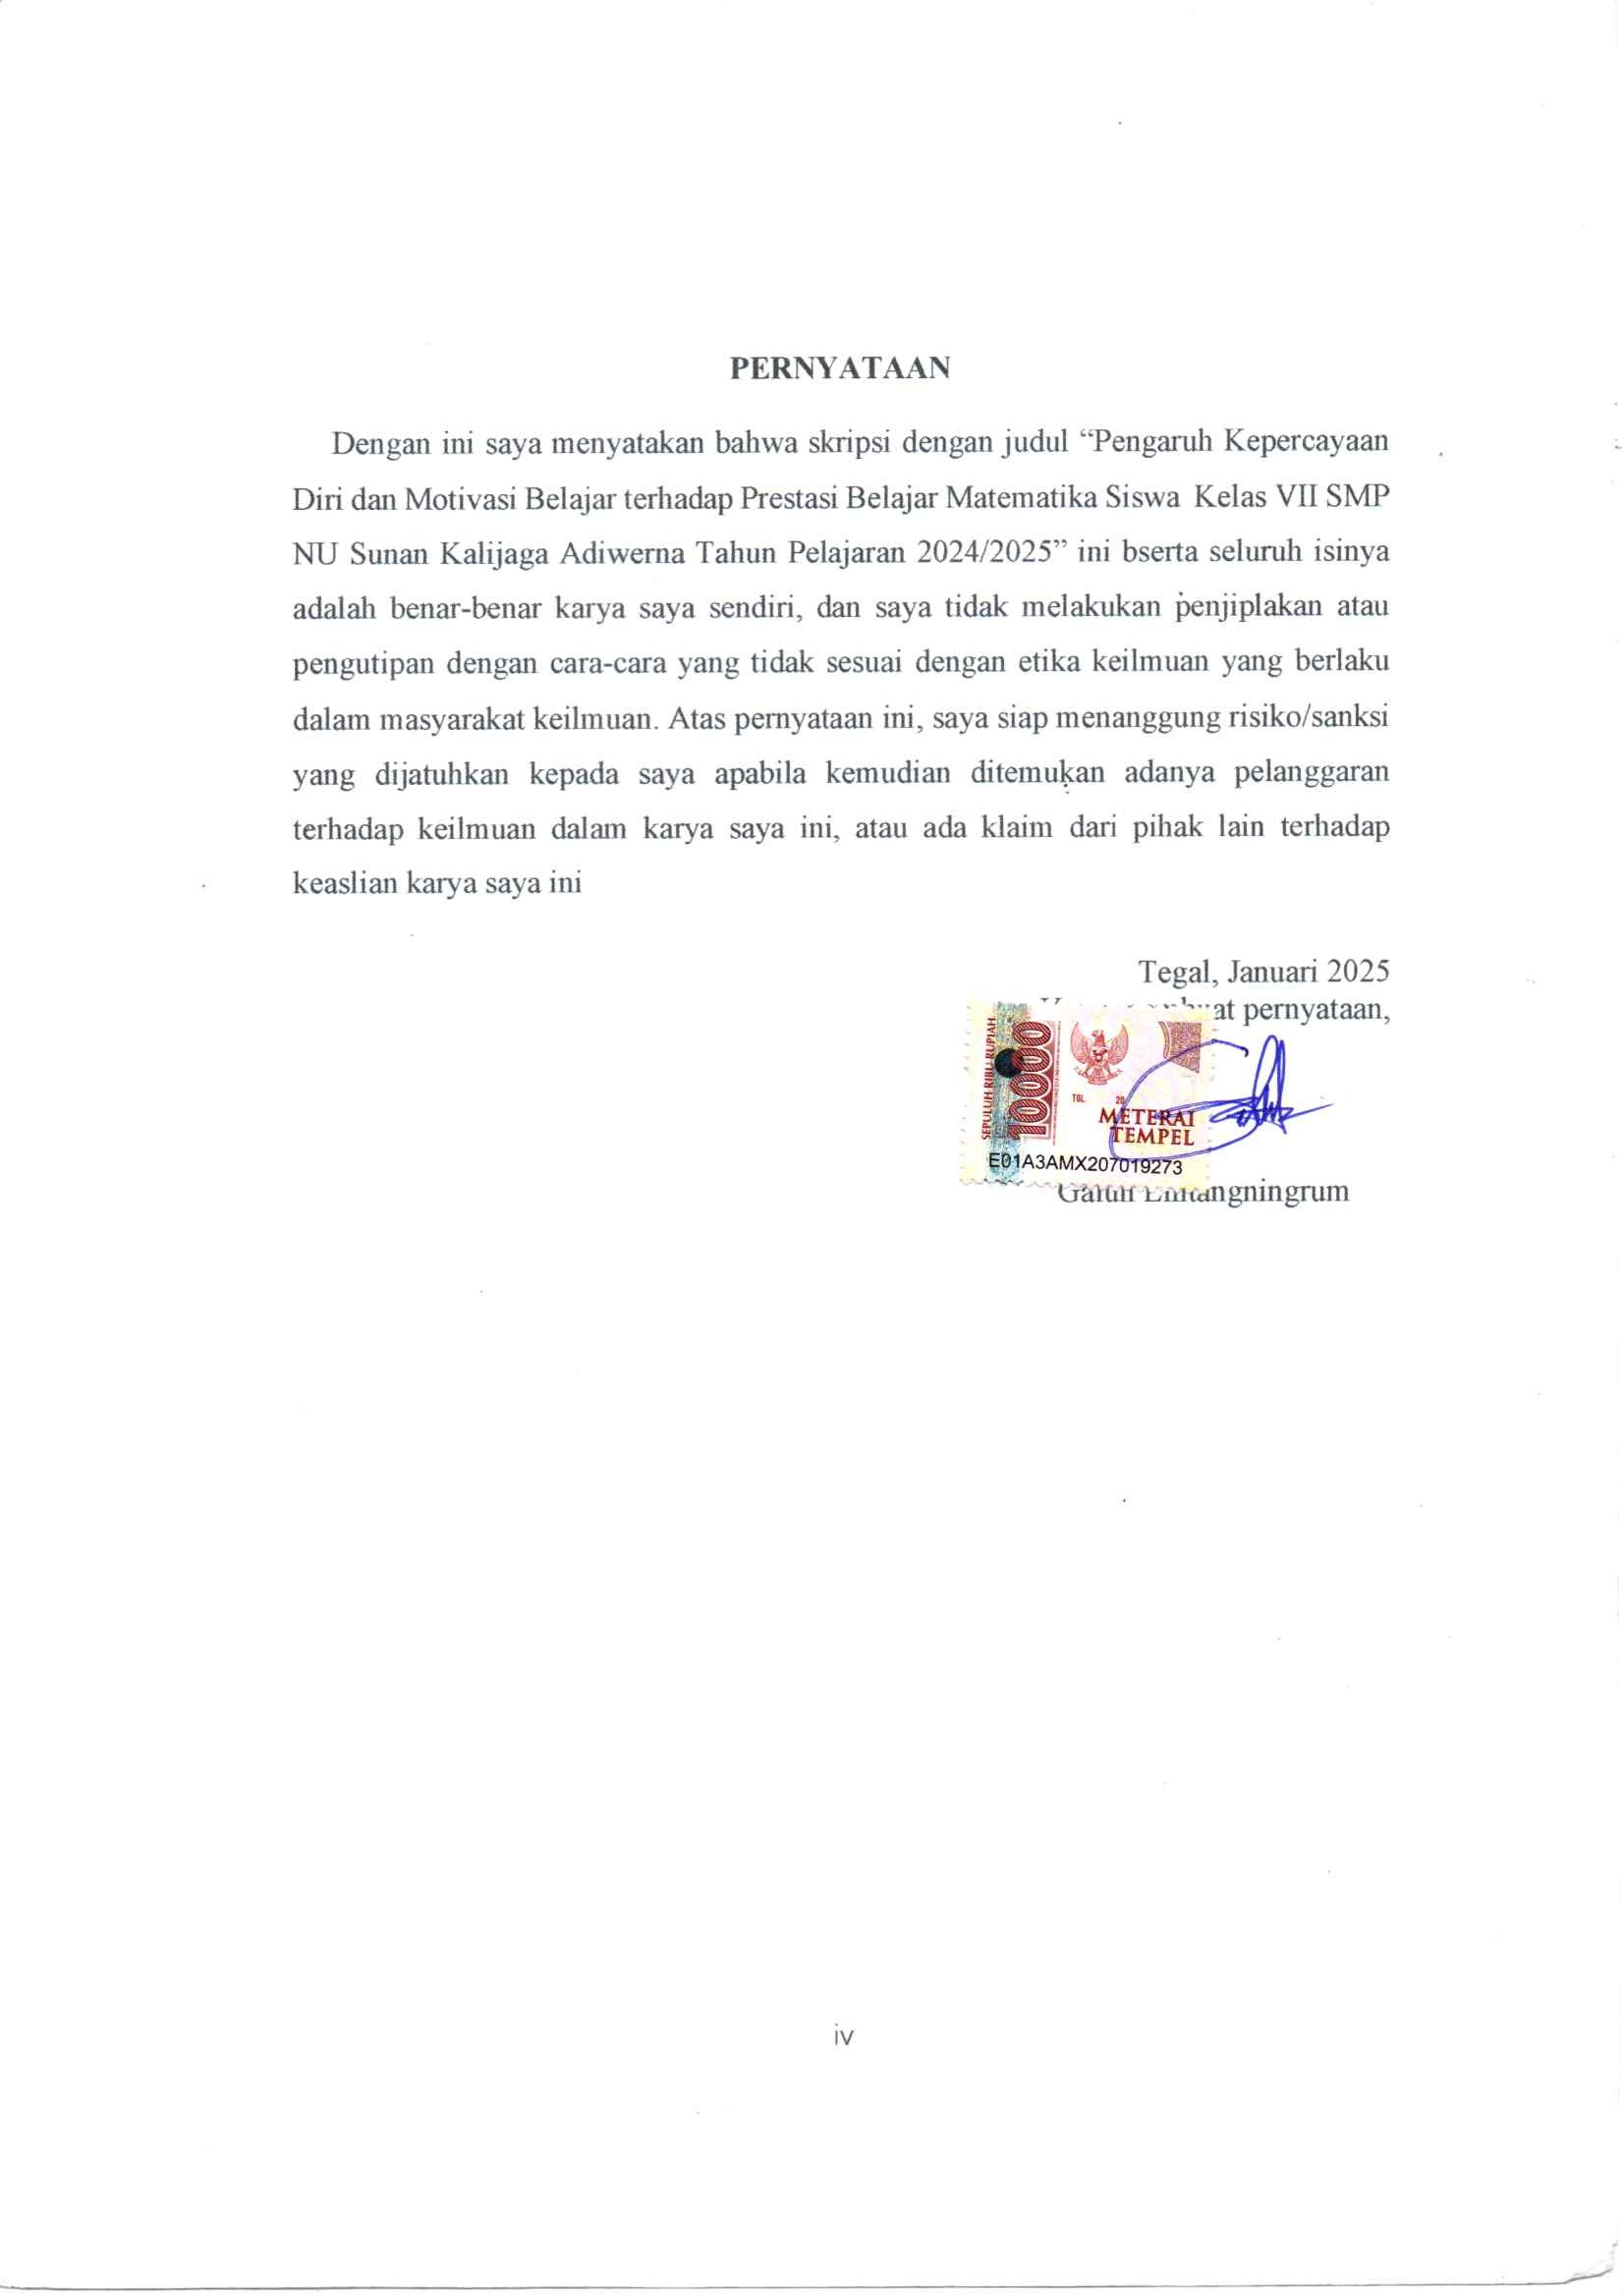 PERNYATAAN
Dengan ini saya menyatakan bahwa skripsi dengan judul “Pengaruh Kepercayaan
Diri dan Motivasi Belajar terhadap Prestasi Belajar Matematika Siswa Kelas VII SMP
NU Sunan Kalijaga Adiwerna Tahun Pelajaran 2024/2025” ini bserta seluruh isinya
adalah benar-benar karya saya sendiri, dan saya tidak melakukan penjiplakan atau
pengutipan dengan cara-cara yang tidak sesuai dengan etika keilmuan yang berlaku
dalam masyarakat keilmuan. Atas pernyataan ini, saya siap menanggung risiko/sanksi
yang dijatuhkan kepada saya apabila kemudian ditemukan adanya pelanggaran
terhadap keilmuan dalam karya saya ini, atau ada klaim dari pihak lain terhadap
keaslian karya saya ini
Tegal, Januari 2025
pernyataan,
SEPULUH RIBU RUPIAH
10000
TGL. 20
METERAI
TEMPEL
E01A3AMX207019273
iv